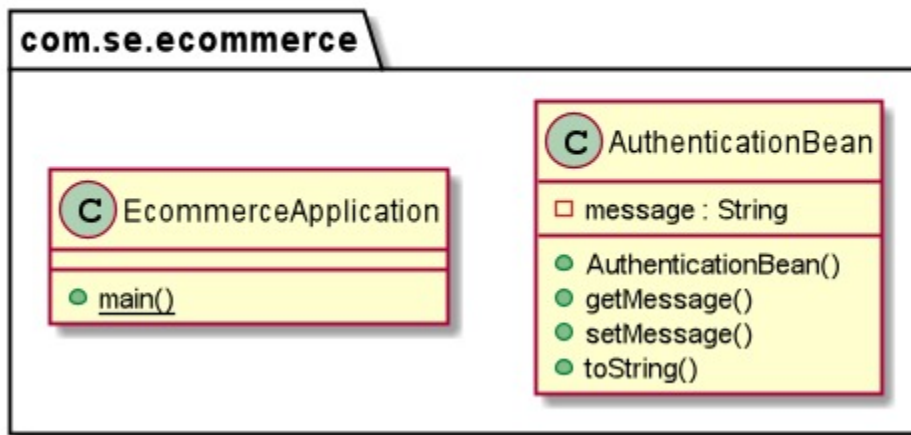 com.se.ecommerce
C EcommerceApplication
main()
C AuthenticationBean
message : String
AuthenticationBean()
getMessage()
setMessage()
toString()